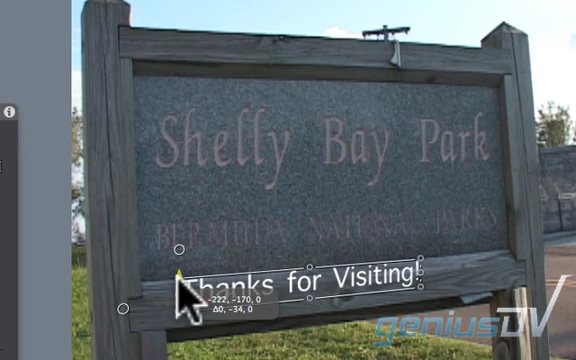 Shelly Bay Park
BERMUDA NATIONAL PARKS
Thanks for Visiting!
-222, -170, 0
Δ0, -34, 0
geniusDV